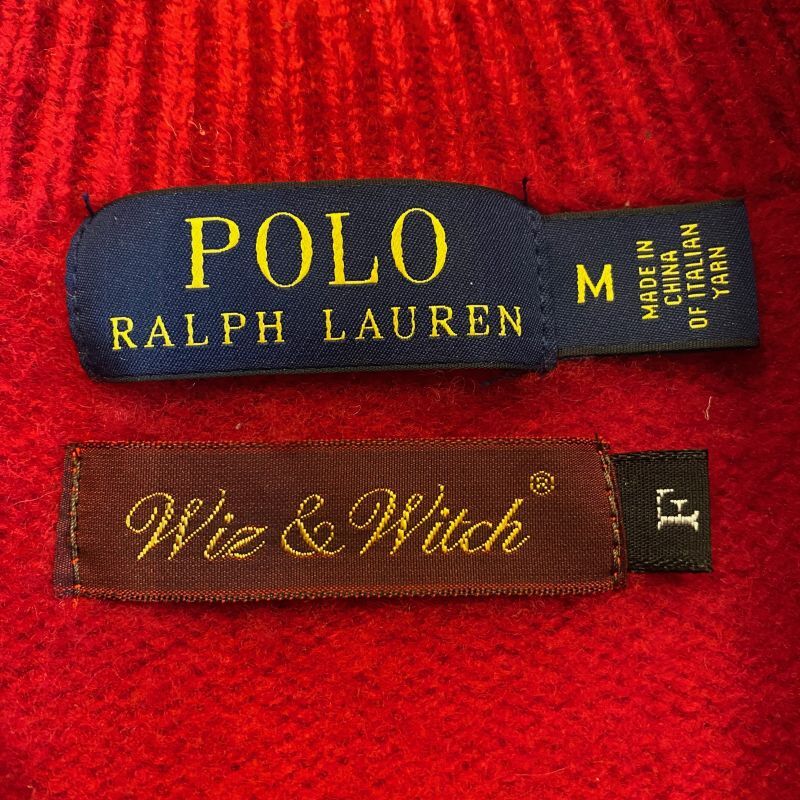 POLO
RALPH LAUREN
M
MADE IN
CHINA
OF ITALIAN
YARN
Wiz & Witch®
F